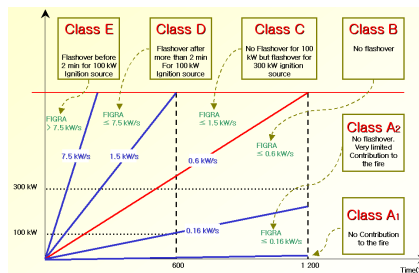 Class E
Flashover before
2 min for 100 kW
Ignition source
Class D
Flashover after
more than 2 min
For 100 kW
Ignition source
Class C
No Flashover for 100
kW but flashover for
300 kW ignition
source
Class B
No flashover
FIGRA
> 7.5 kW/s
FIGRA
≤ 7.5 kW/s
FIGRA
≤ 1.5 kW/s
FIGRA
≤ 0.6 kW/s
Class A2
No flashover.
Very limited
Contribution to
the fire
7.5 kW/s
1.5 kW/s
0.6 kW/s
300 kW
100 kW
0.16 kW/s
FIGRA
≤ 0.16 kW/s
Class A1
No Contribution
to the fire
600
1 200